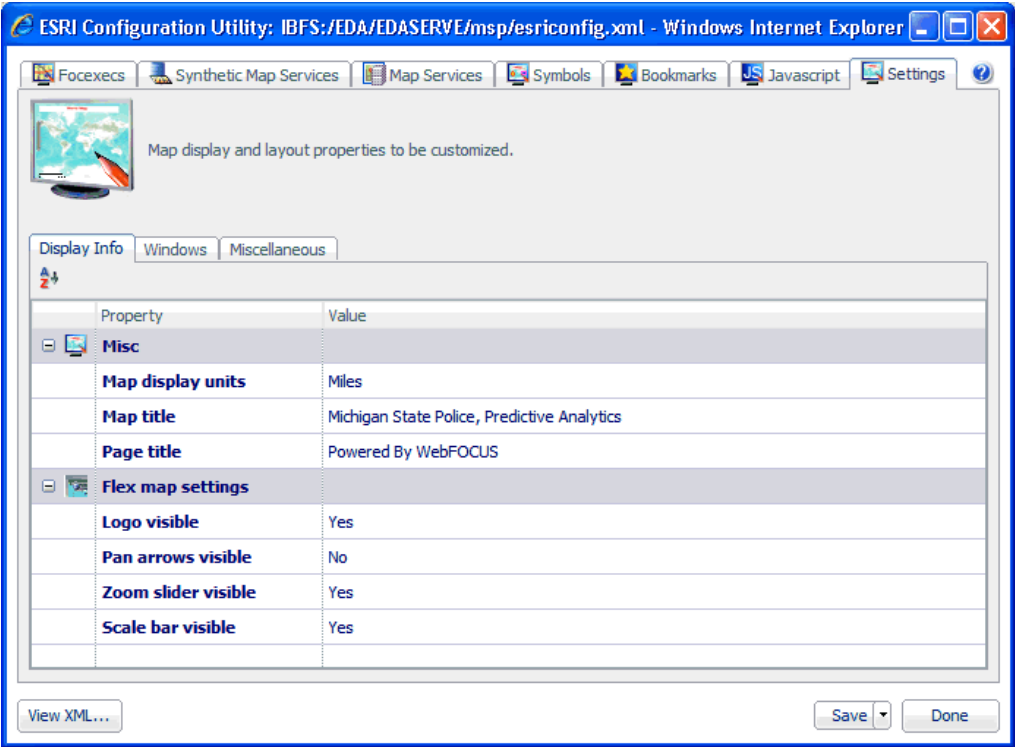 ESRI Configuration Utility: IBFS:/EDA/EDASERVE/msp/esriconfig.xml - Windows Internet Explorer
Focexecs Synthetic Map Services Map Services Symbols Bookmarks JS Javascript Settings ?
Map display and layout properties to be customized.
Display Info Windows Miscellaneous
AZ
Property Value
Misc
Map display units Miles
Map title Michigan State Police, Predictive Analytics
Page title Powered By WebFOCUS
Flex map settings
Logo visible Yes
Pan arrows visible No
Zoom slider visible Yes
Scale bar visible Yes
View XML... Save Done